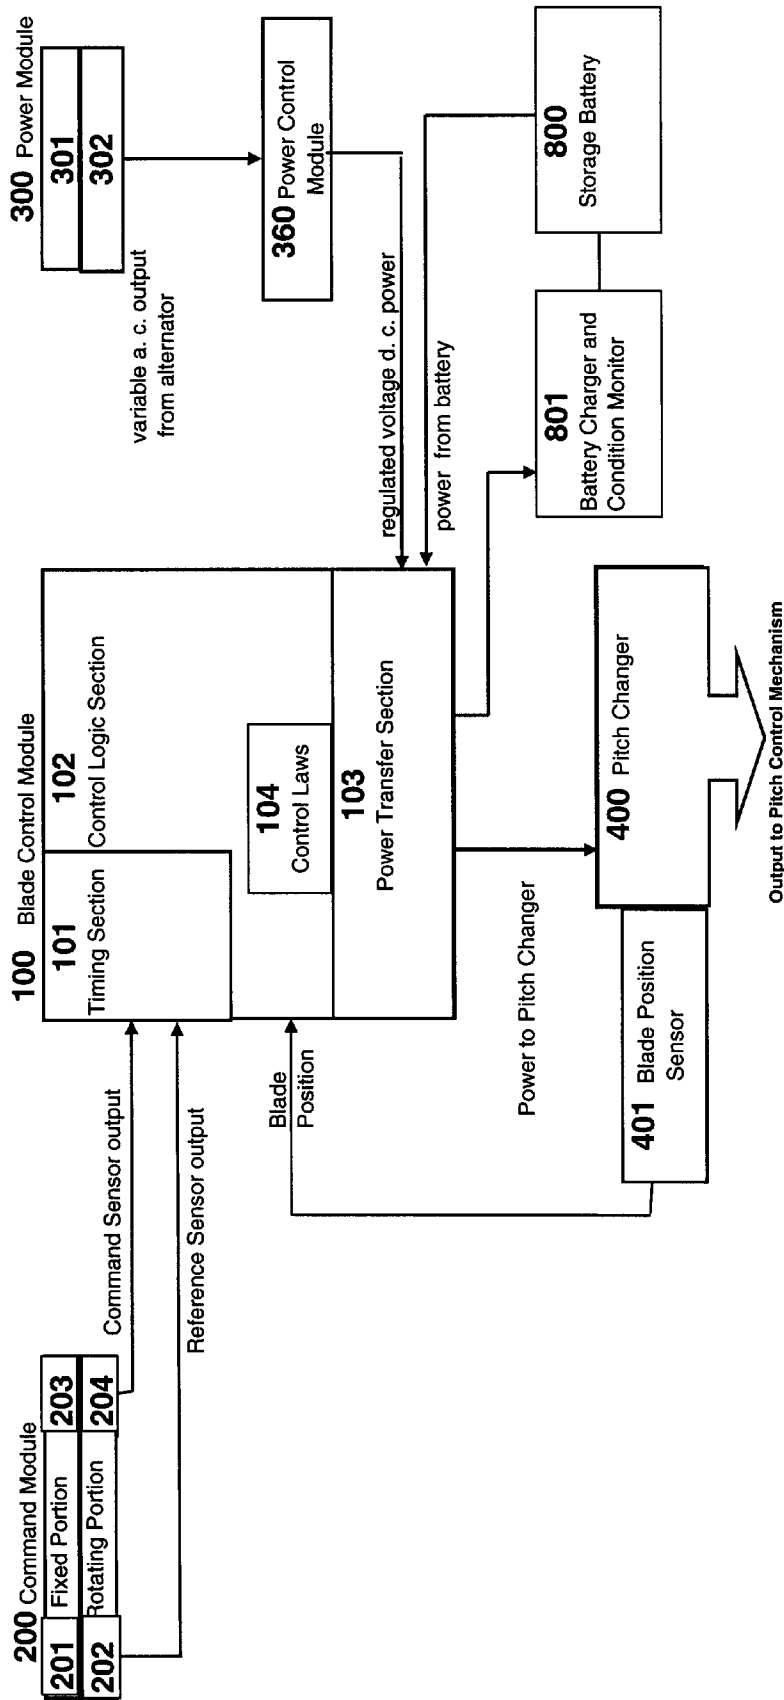 200 Command Module
201 Fixed Portion 203
202 Rotating Portion 204
Command Sensor output
Reference Sensor output
100 Blade Control Module
101
Timing Section
102
Control Logic Section
104
Control Laws
103
Power Transfer Section
Blade
Position
300 Power Module
301
302
variable a. c. output
from alternator
360 Power Control
Module
regulated voltage d. c. power
power from battery
800
Storage Battery
801
Battery Charger and
Condition Monitor
Power to Pitch Changer
401 Blade Position
Sensor
400 Pitch Changer
Output to Pitch Control Mechanism